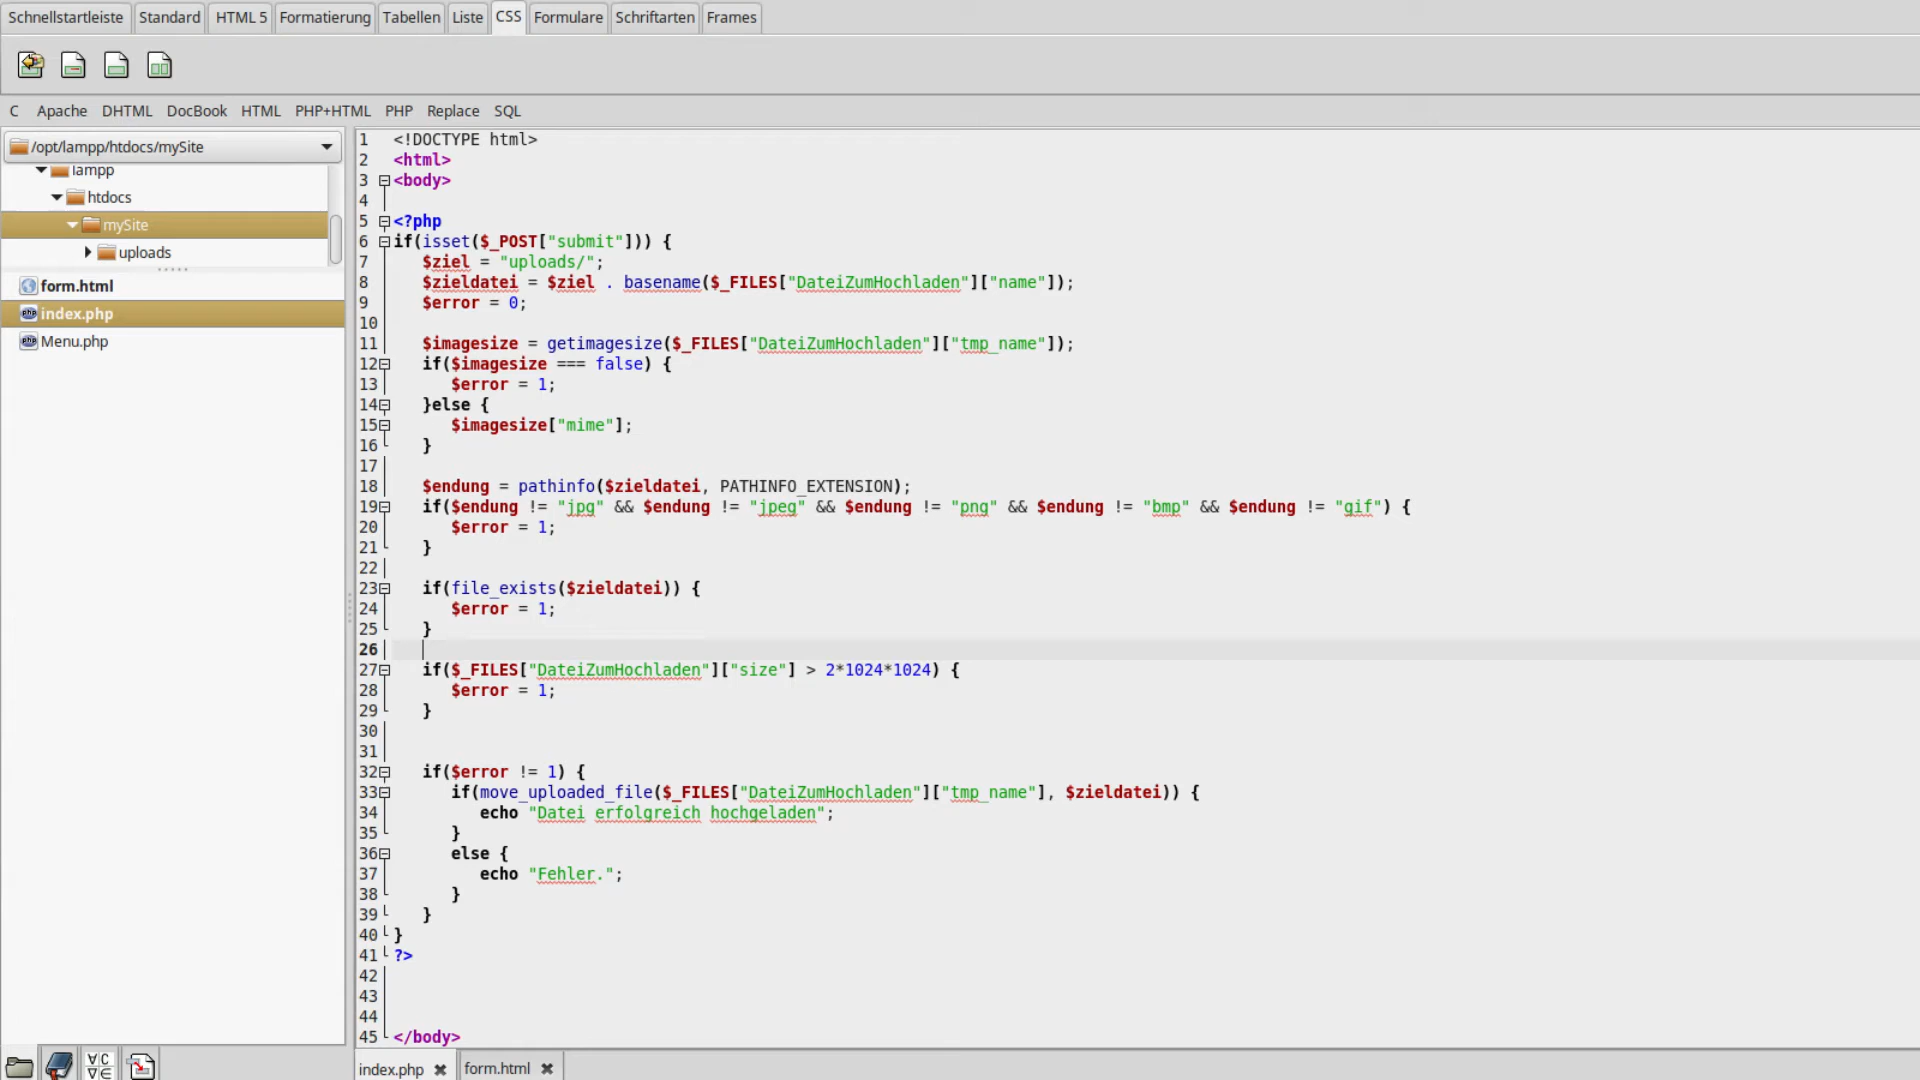 Schnellstartleiste Standard HTML 5 Formatierung Tabellen Liste CSS Formulare Schriftarten Frames
C Apache DHTML DocBook HTML PHP+HTML PHP Replace SQL
/opt/lampp/htdocs/mySite
lampp
htdocs
mySite
uploads
form.html
index.php
Menu.php
1 <!DOCTYPE html>
2 <html>
3 <body>
4
5 <?php
6 if(isset($_POST["submit"])) {
7 $ziel = "uploads/";
8 $zieldatei = $ziel . basename($_FILES["DateiZumHochladen"]["name"]);
9 $error = 0;
10
11 $imagesize = getimagesize($_FILES["DateiZumHochladen"]["tmp_name"]);
12 if($imagesize === false) {
13 $error = 1;
14 }else {
15 $imagesize["mime"];
16 }
17
18 $endung = pathinfo($zieldatei, PATHINFO_EXTENSION);
19 if($endung != "jpg" && $endung != "jpeg" && $endung != "png" && $endung != "bmp" && $endung != "gif") {
20 $error = 1;
21 }
22
23 if(file_exists($zieldatei)) {
24 $error = 1;
25 }
26
27 if($_FILES["DateiZumHochladen"]["size"] > 2*1024*1024) {
28 $error = 1;
29 }
30
31
32 if($error != 1) {
33 if(move_uploaded_file($_FILES["DateiZumHochladen"]["tmp_name"], $zieldatei)) {
34 echo "Datei erfolgreich hochgeladen";
35 }
36 else {
37 echo "Fehler.";
38 }
39 }
40 }
41 ?>
42
43
44
45 </body>
index.php form.html